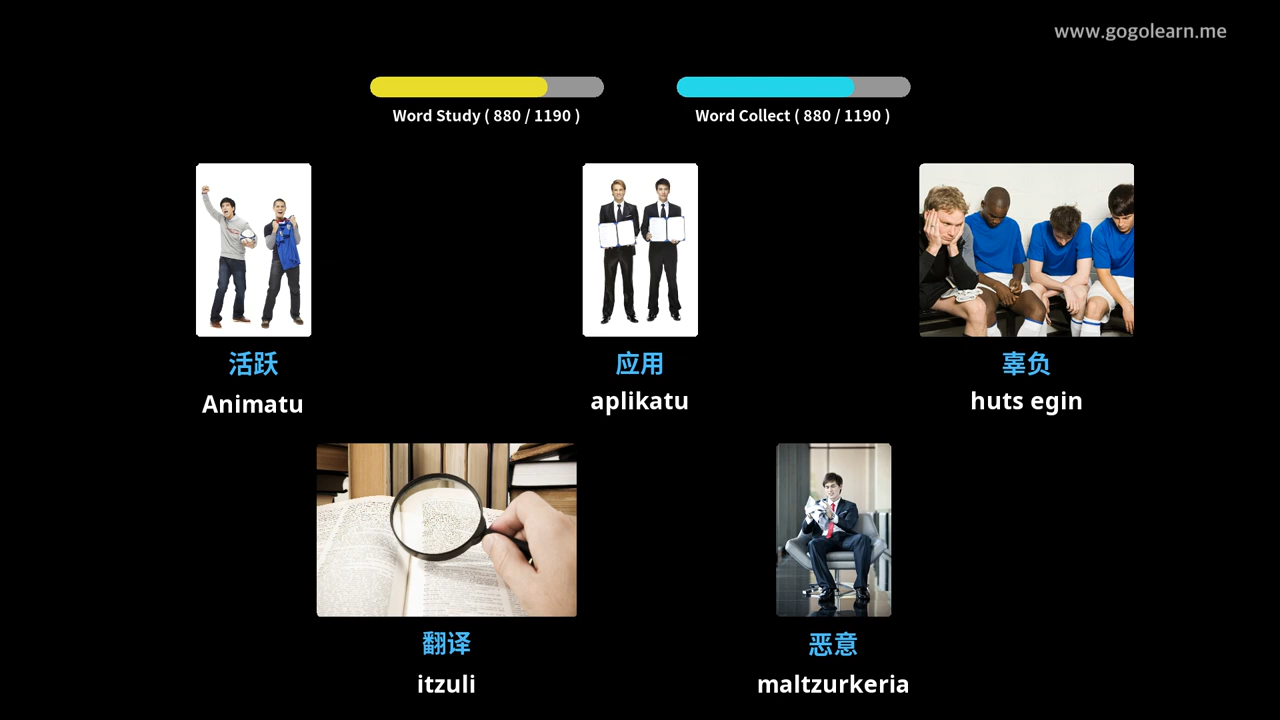 www.gogolearn.me
Word Study ( 880 / 1190 )
Word Collect ( 880 / 1190 )
活跃
Animatu
应用
aplikatu
辜负
huts egin
翻译
itzuli
恶意
maltzurkeria